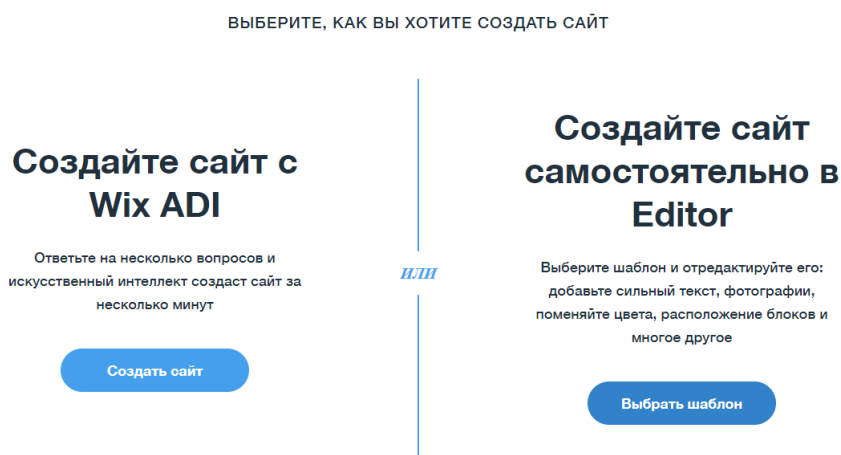 ВЫБЕРИТЕ, КАК ВЫ ХОТИТЕ СОЗДАТЬ САЙТ
Создайте сайт с
Wix ADI
Ответьте на несколько вопросов и
искусственный интеллект создаст сайт за
несколько минут
Создать сайт
или
Создайте сайт
самостоятельно в
Editor
Выберите шаблон и отредактируйте его:
добавьте сильный текст, фотографии,
поменяйте цвета, расположение блоков и
многое другое
Выбрать шаблон